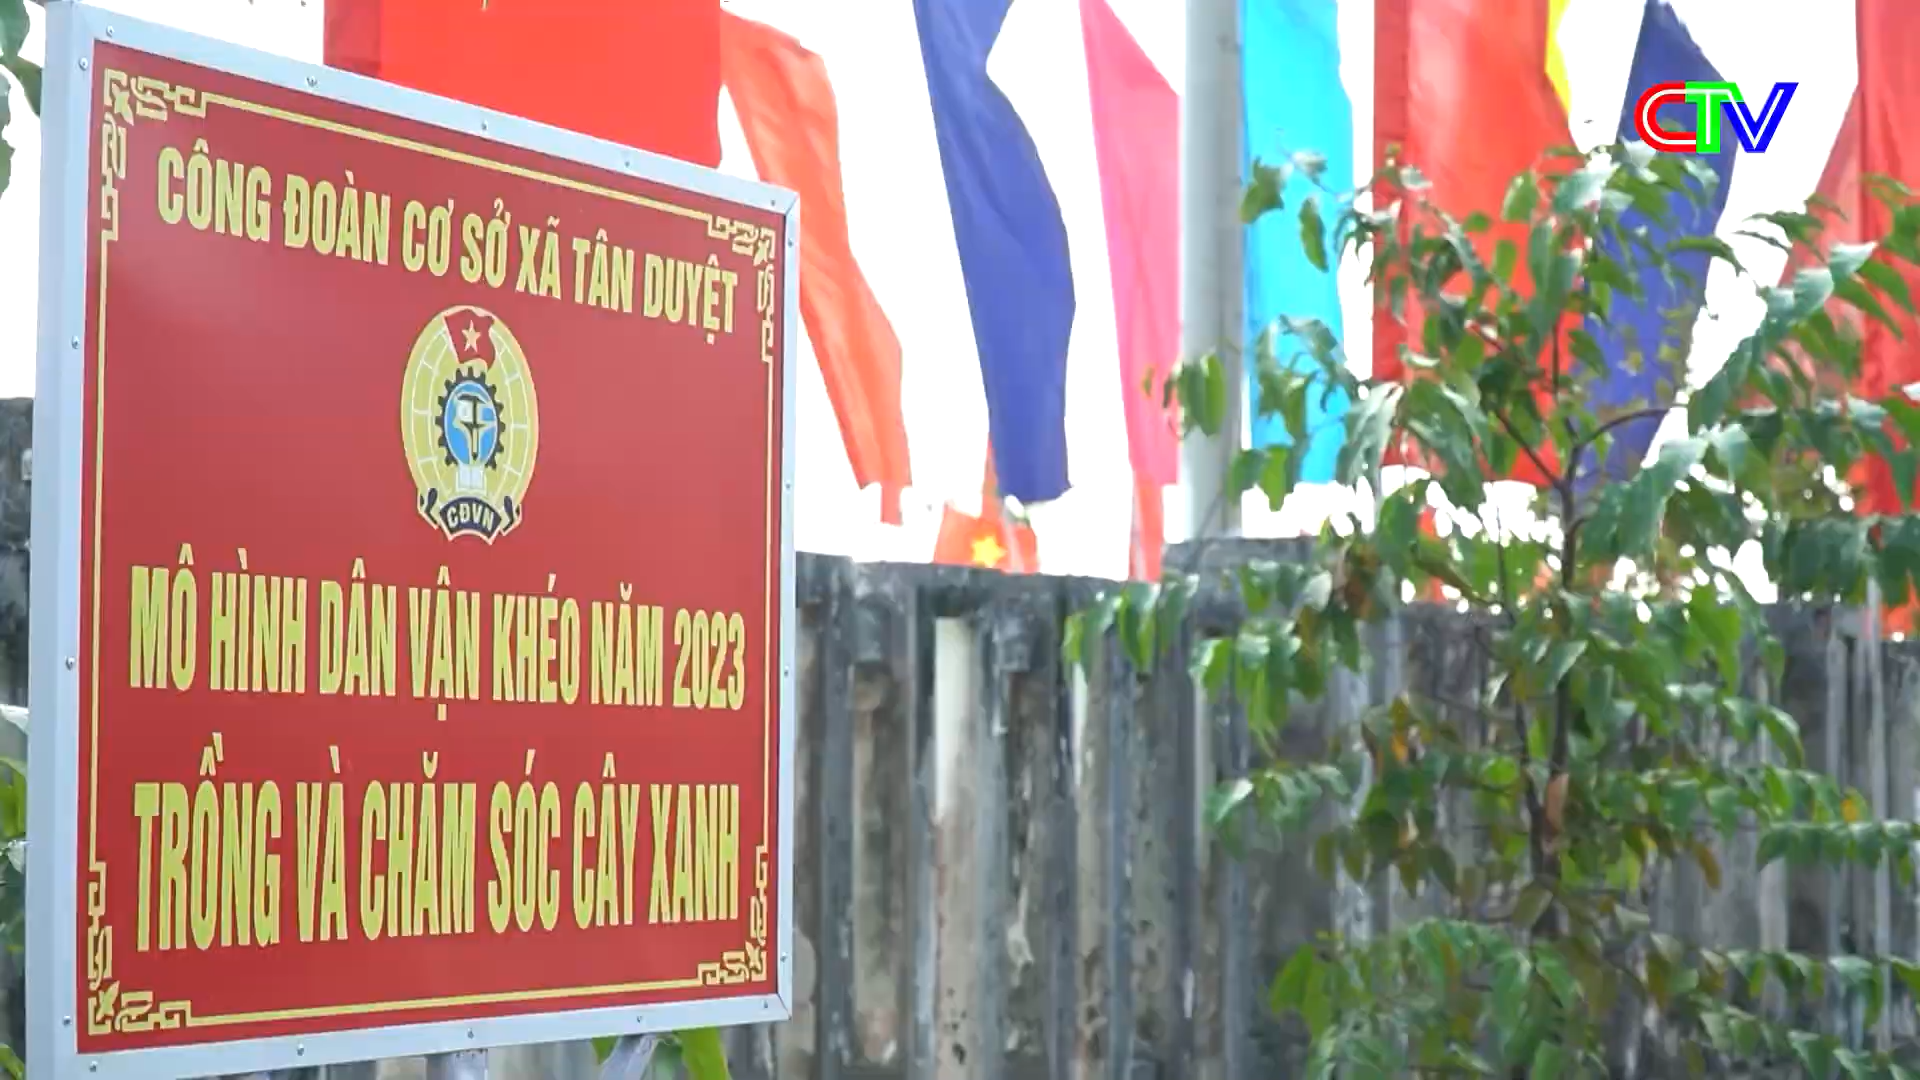 CTV
CÔNG ĐOÀN CƠ SỞ XÃ TÂN DUYỆT
CĐVN
MÔ HÌNH DÂN VẬN KHÉO NĂM 2023
TRỒNG VÀ CHĂM SÓC CÂY XANH